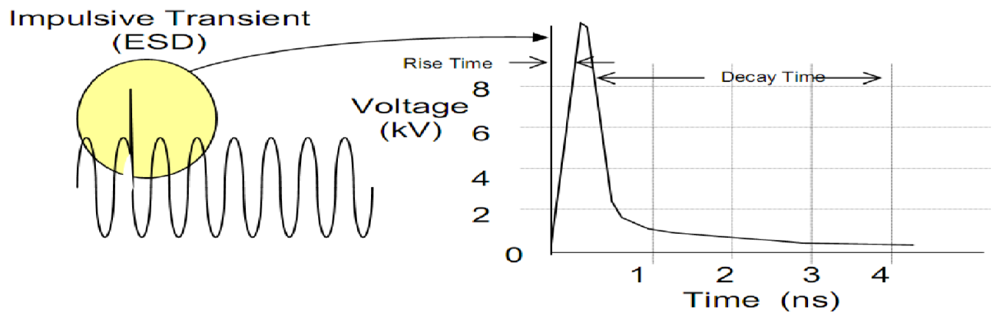 Impulsive Transient
(ESD)
Rise Time
Decay Time
Voltage
(kV)
8
6
4
2
0
1 2 3 4
Time (ns)